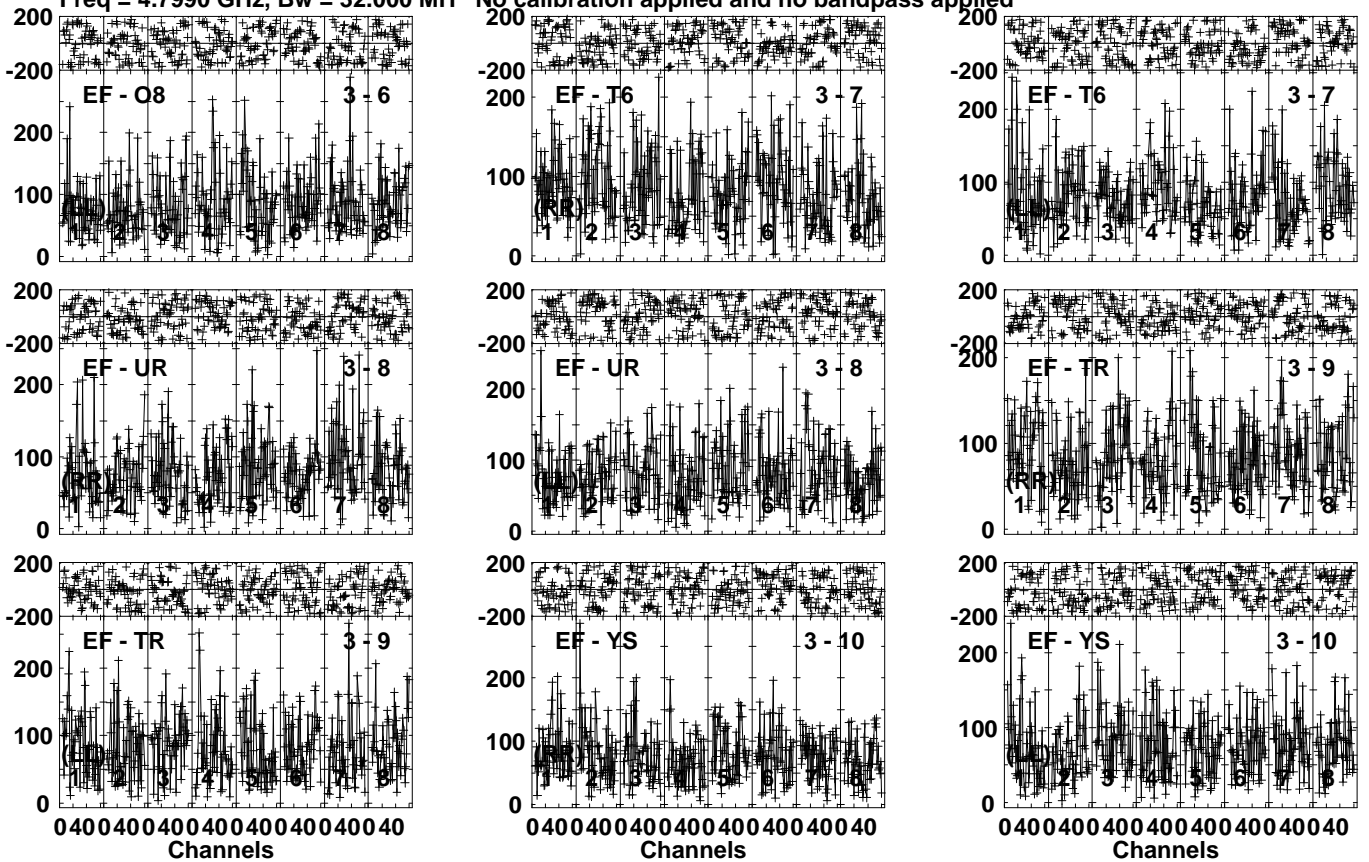 Freq = 4.7990 GHz, Bw = 32.000 MH No calibration applied and no bandpass applied
200 200 200
-200 -200 -200
EF - O8 3 - 6 EF - T6 3 - 7 EF - T6 3 - 7
200 200 200
100 100 100
(LL) (RR) (LL)
1 2 3 4 5 6 7 8 1 2 3 4 5 6 7 8 1 2 3 4 5 6 7 8
0 0 0
200 200 200
-200 -200 -200
EF - UR 3 - 8 EF - UR 3 - 8 EF - TR 3 - 9
200 200 200
100 100 100
(RR) (LL) (RR)
1 2 3 4 5 6 7 8 1 2 3 4 5 6 7 8 1 2 3 4 5 6 7 8
0 0 0
200 200 200
-200 -200 -200
EF - TR 3 - 9 EF - YS 3 - 10 EF - YS 3 - 10
200 200 200
100 100 100
(LL) (RR) (LL)
1 2 3 4 5 6 7 8 1 2 3 4 5 6 7 8 1 2 3 4 5 6 7 8
0 0 0
0 40 0 40 0 40 0 40 0 40 0 40 0 40 0 40 0 40 0 40 0 40 0 40 0 40 0 40 0 40 0 40 0 40 0 40 0 40 0 40 0 40 0 40 0 40 0 40
Channels Channels Channels